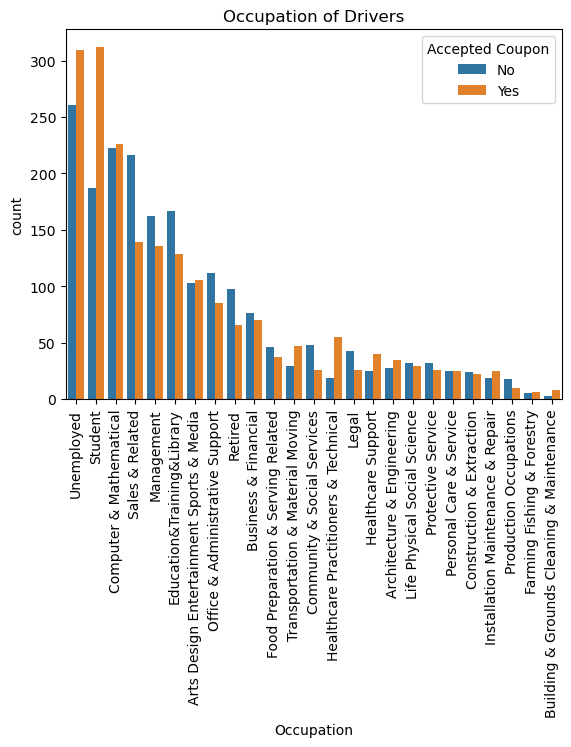 Occupation of Drivers
Accepted Coupon
No
Yes
count
300
250
200
150
100
50
0
Unemployed
Student
Computer & Mathematical
Sales & Related
Management
Education&Training&Library
Arts Design Entertainment Sports & Media
Office & Administrative Support
Retired
Business & Financial
Food Preparation & Serving Related
Transportation & Material Moving
Community & Social Services
Healthcare Practitioners & Technical
Legal
Healthcare Support
Architecture & Engineering
Life Physical Social Science
Protective Service
Personal Care & Service
Construction & Extraction
Installation Maintenance & Repair
Production Occupations
Farming Fishing & Forestry
Building & Grounds Cleaning & Maintenance
Occupation